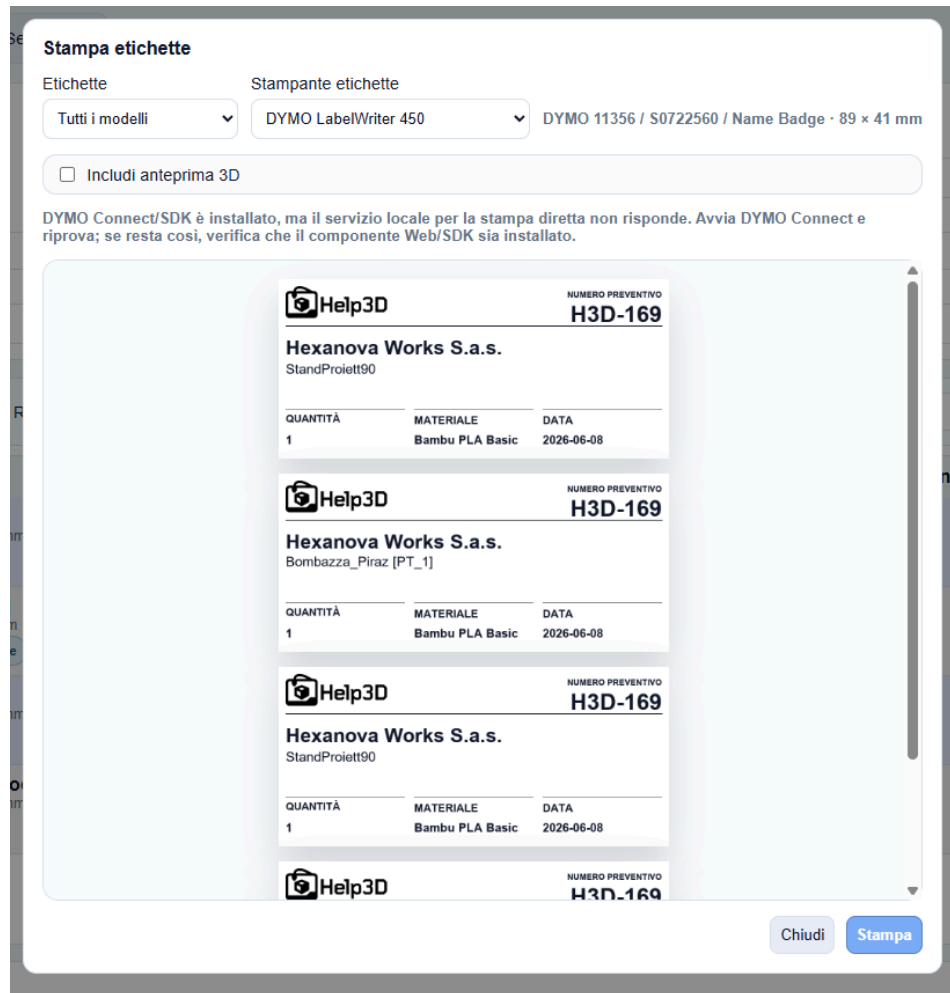 Stampa etichette
Etichette
Stampante etichette
Tutti i modelli
DYMO LabelWriter 450
DYMO 11356 / S0722560 / Name Badge · 89 × 41 mm
Includi anteprima 3D
DYMO Connect/SDK è installato, ma il servizio locale per la stampa diretta non risponde. Avvia DYMO Connect e
riprova; se resta così, verifica che il componente Web/SDK sia installato.
Help3D
NUMERO PREVENTIVO
H3D-169
Hexanova Works S.a.s.
StandProiett90
QUANTITÀ MATERIALE DATA
1 Bambu PLA Basic 2026-06-08
Help3D
NUMERO PREVENTIVO
H3D-169
Hexanova Works S.a.s.
Bombazza_Piraz [PT_1]
QUANTITÀ MATERIALE DATA
1 Bambu PLA Basic 2026-06-08
Help3D
NUMERO PREVENTIVO
H3D-169
Hexanova Works S.a.s.
StandProiett90
QUANTITÀ MATERIALE DATA
1 Bambu PLA Basic 2026-06-08
Help3D
NUMERO PREVENTIVO
H3D-169
Chiudi
Stampa